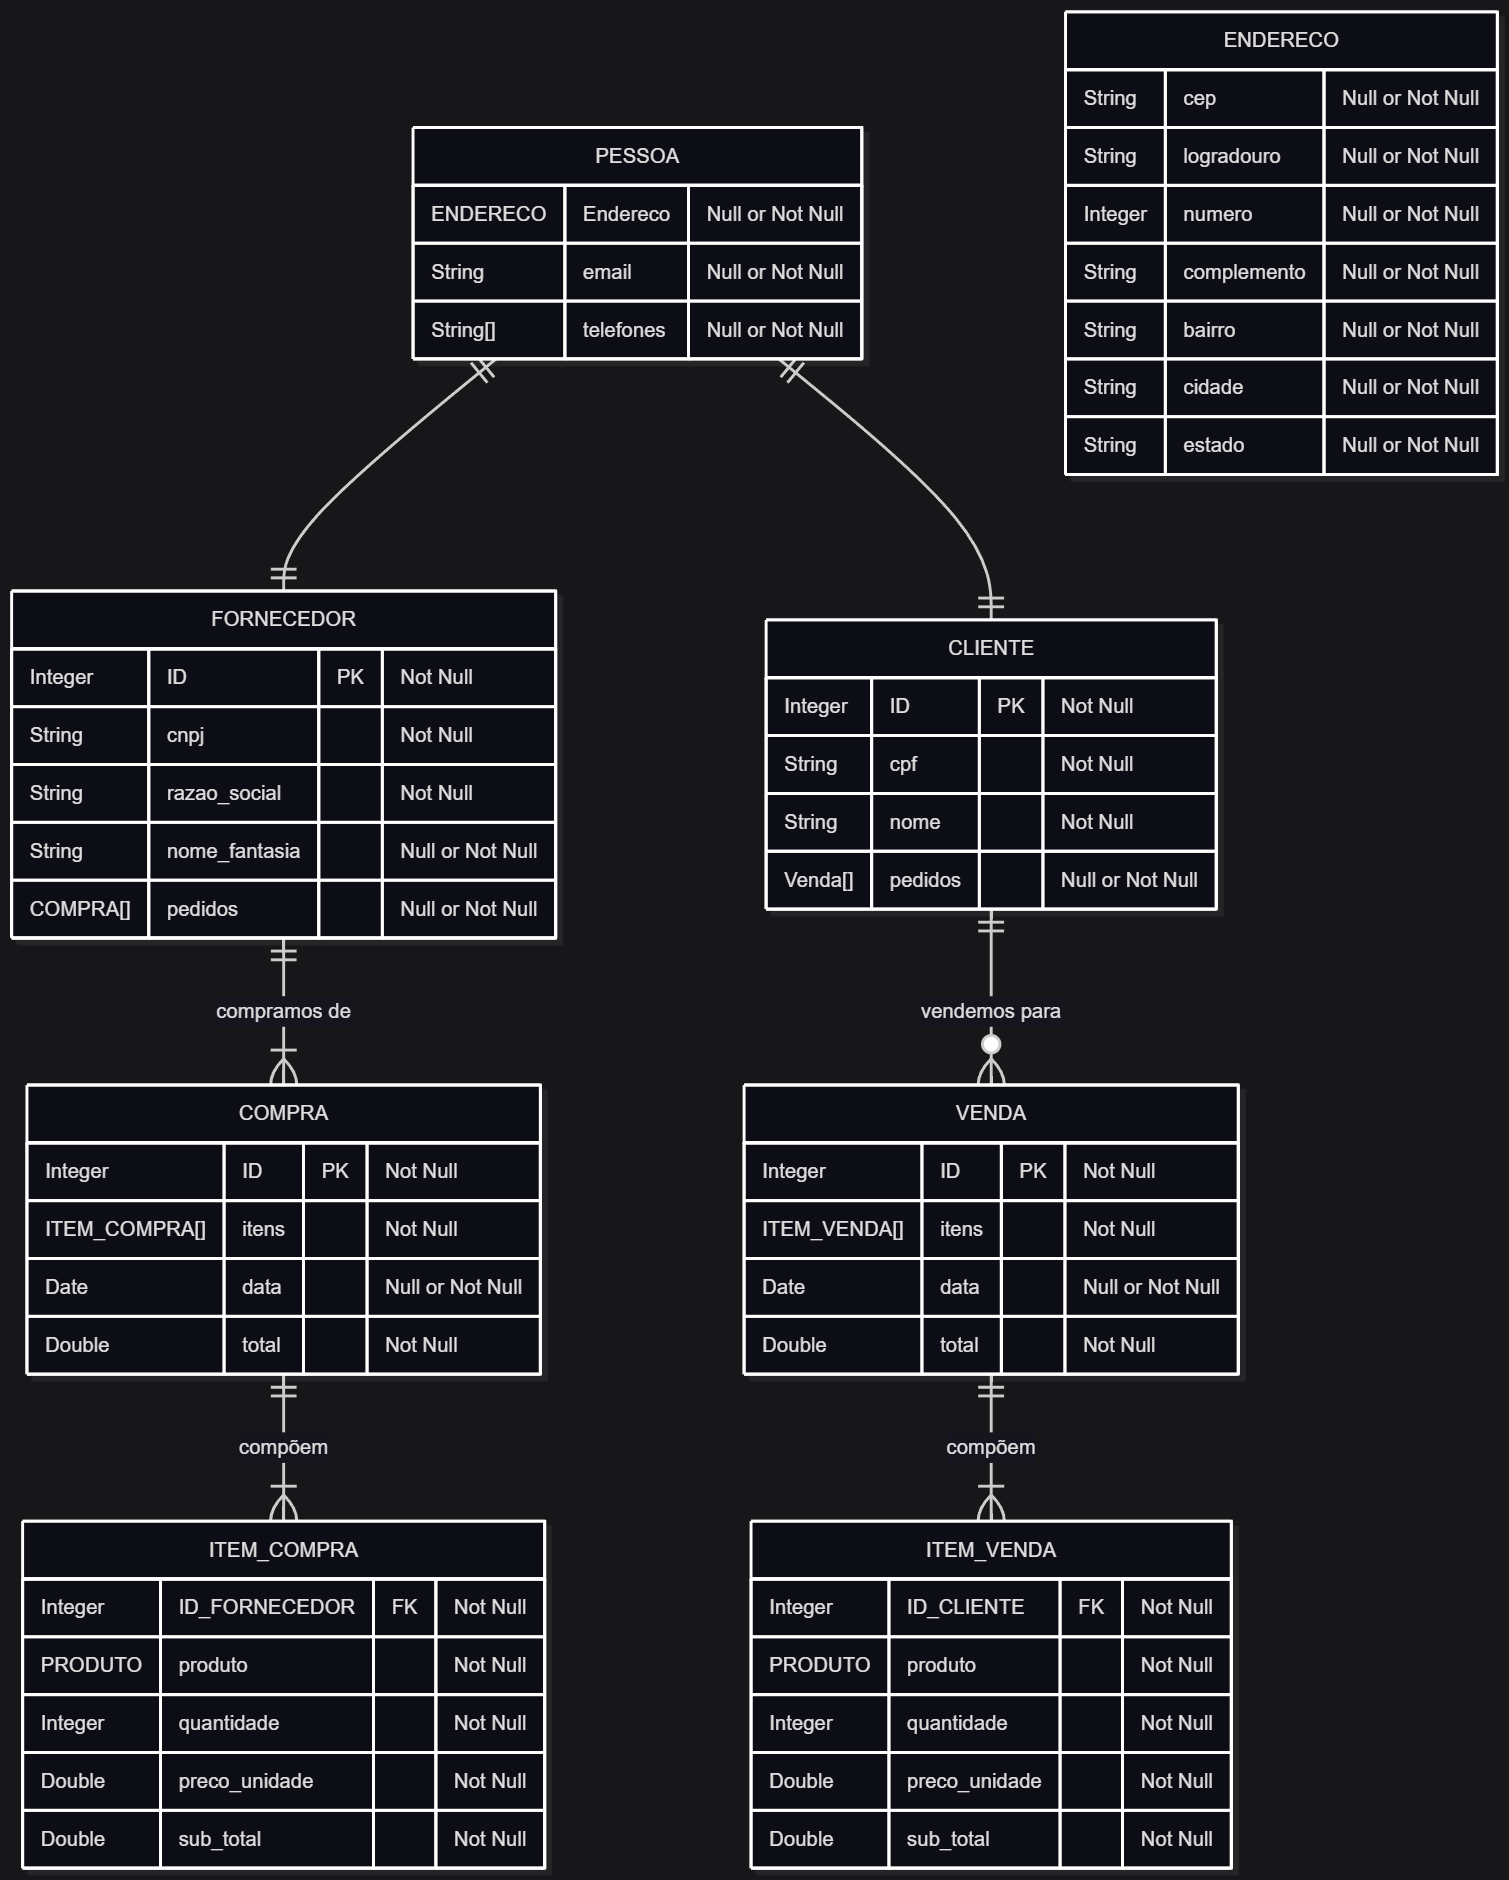 ENDERECO
String cep Null or Not Null
String logradouro Null or Not Null
Integer numero Null or Not Null
String complemento Null or Not Null
String bairro Null or Not Null
String cidade Null or Not Null
String estado Null or Not Null
PESSOA
ENDERECO Endereco Null or Not Null
String email Null or Not Null
String[] telefones Null or Not Null
FORNECEDOR
Integer ID PK Not Null
String cnpj Not Null
String razao_social Not Null
String nome_fantasia Null or Not Null
COMPRA[] pedidos Null or Not Null
CLIENTE
Integer ID PK Not Null
String cpf Not Null
String nome Not Null
Venda[] pedidos Null or Not Null
compramos de
vendemos para
COMPRA
Integer ID PK Not Null
ITEM_COMPRA[] itens Not Null
Date data Null or Not Null
Double total Not Null
VENDA
Integer ID PK Not Null
ITEM_VENDA[] itens Not Null
Date data Null or Not Null
Double total Not Null
compõem
compõem
ITEM_COMPRA
Integer ID_FORNECEDOR FK Not Null
PRODUTO produto Not Null
Integer quantidade Not Null
Double preco_unidade Not Null
Double sub_total Not Null
ITEM_VENDA
Integer ID_CLIENTE FK Not Null
PRODUTO produto Not Null
Integer quantidade Not Null
Double preco_unidade Not Null
Double sub_total Not Null